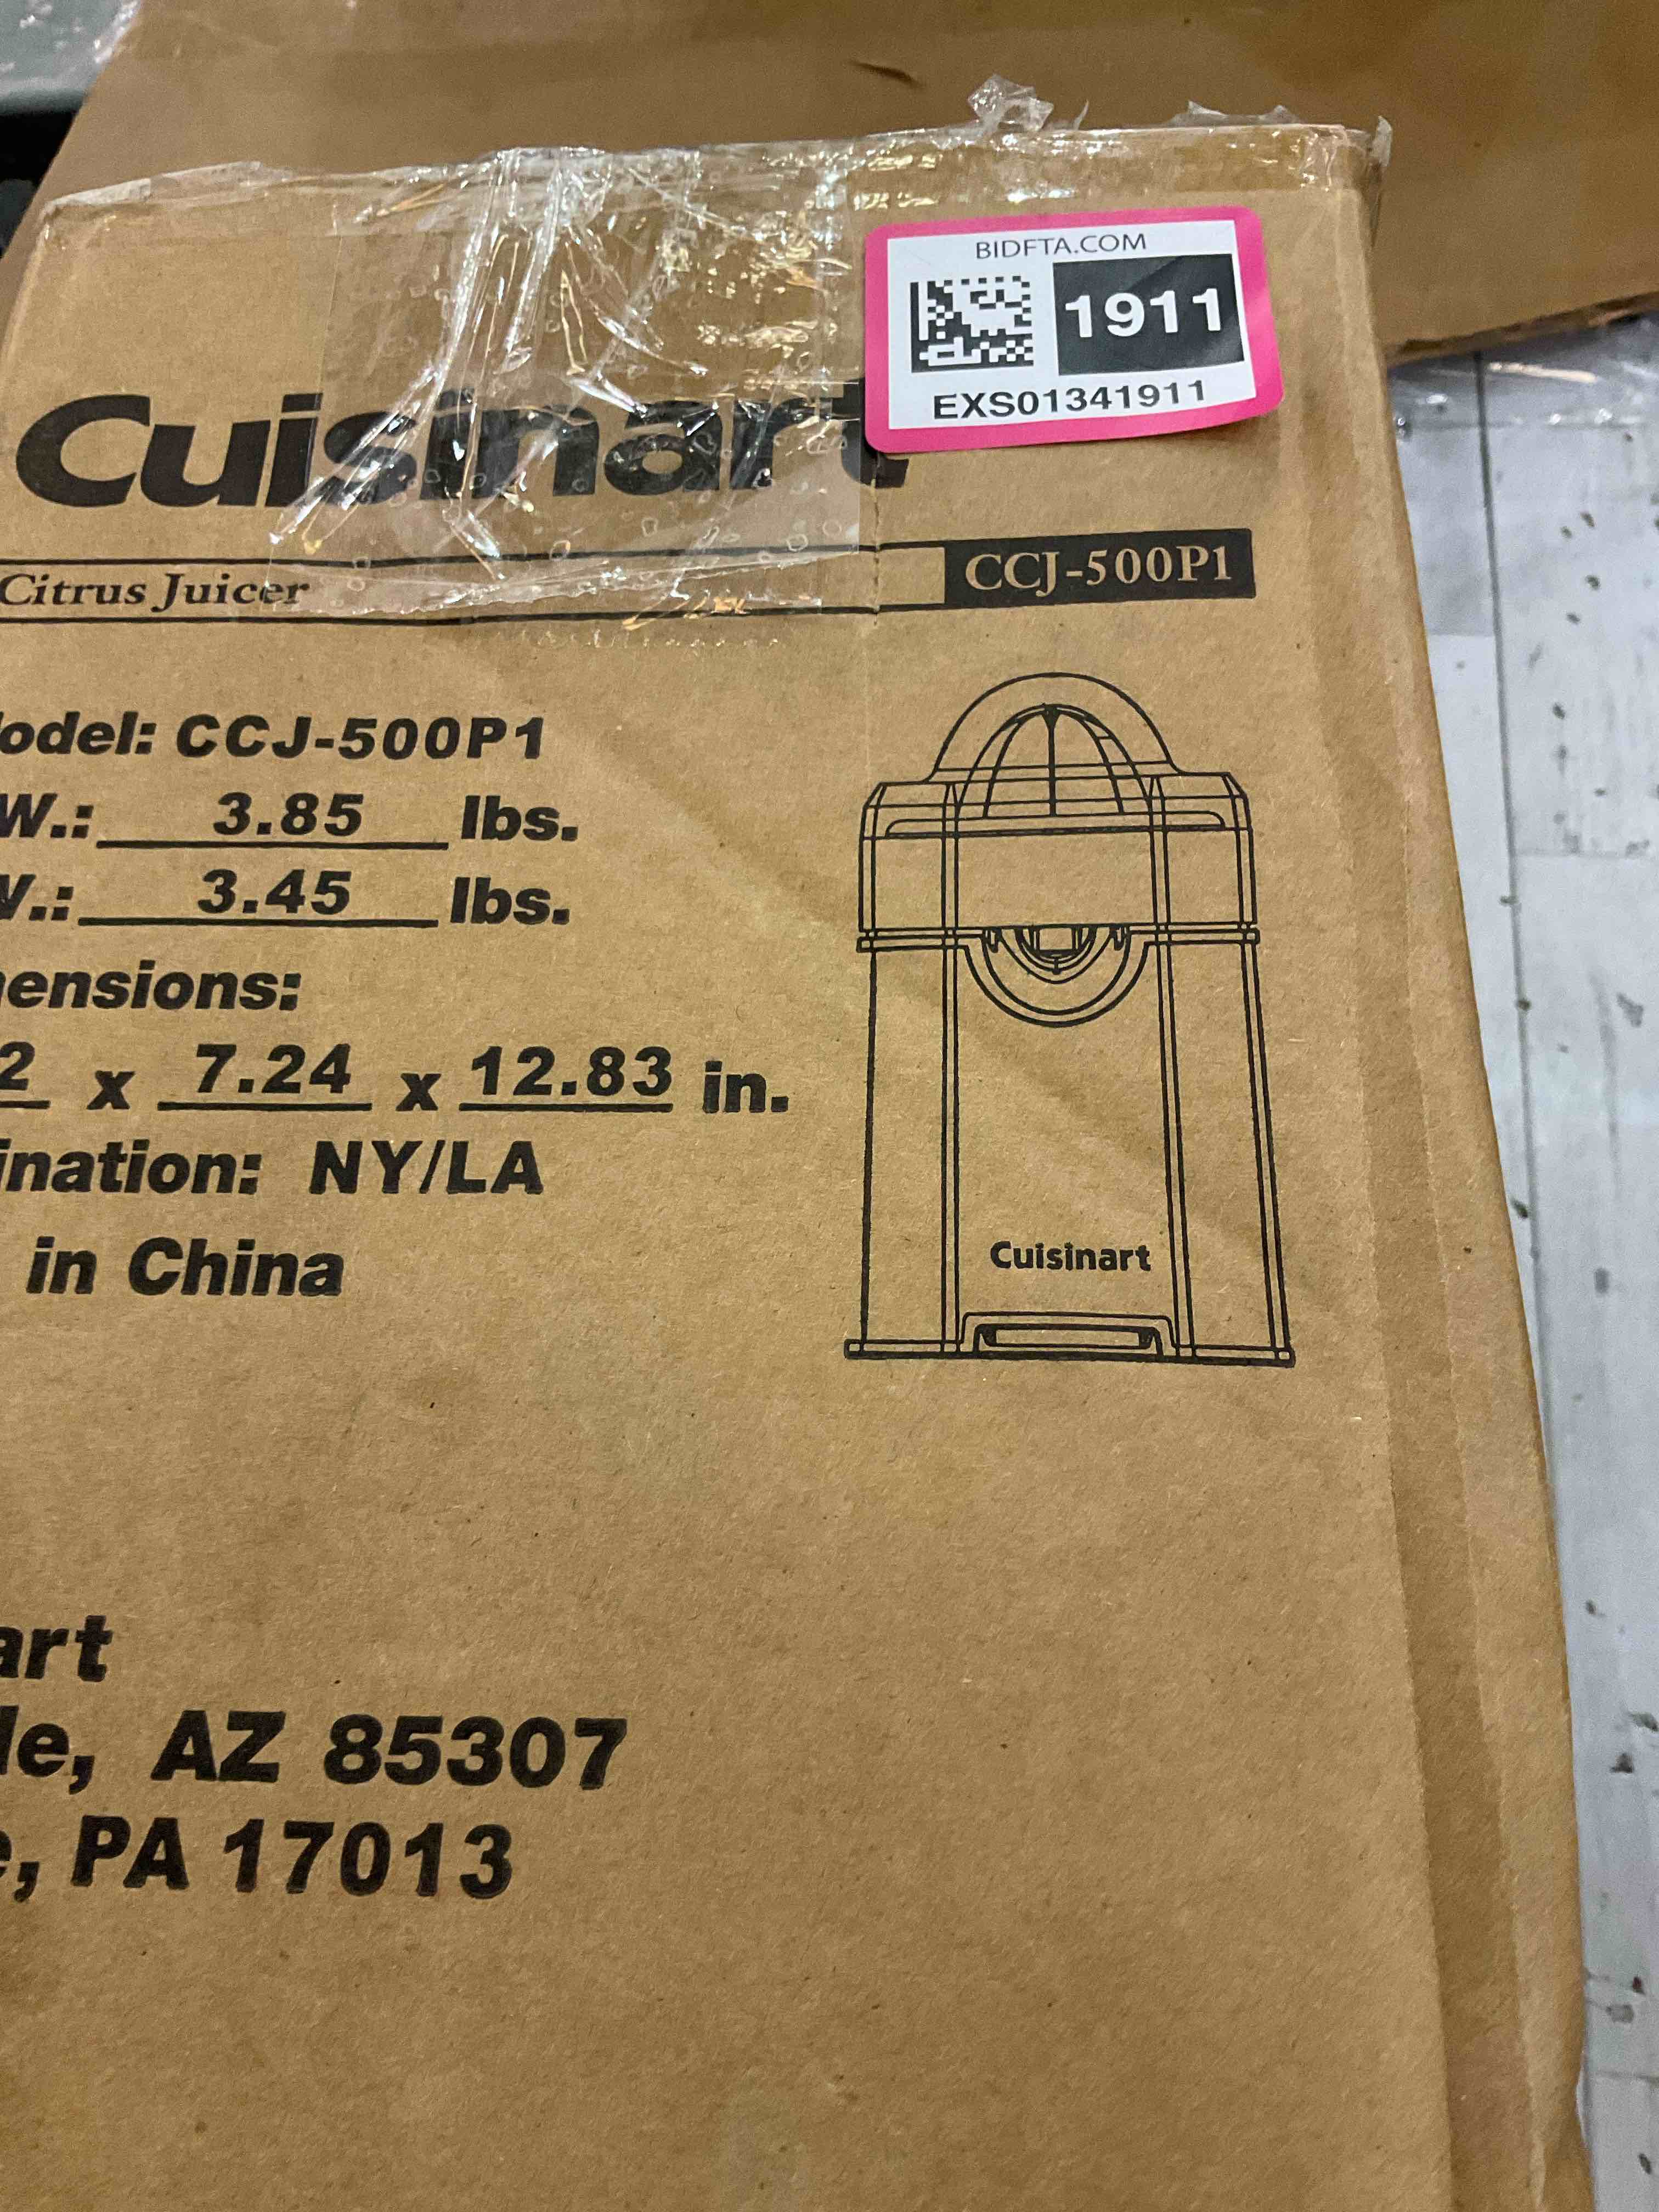 BIDFTA.COM
1911
EXS01341911
Cuisinart
Citrus Juicer CCJ-500P1
odel: CCJ-500P1
W.: 3.85 lbs.
.: 3.45 lbs.
ensions:
2 x 7.24 x 12.83 in.
ination: NY/LA
in China
Cuisinart
art
le, AZ 85307
e, PA 17013